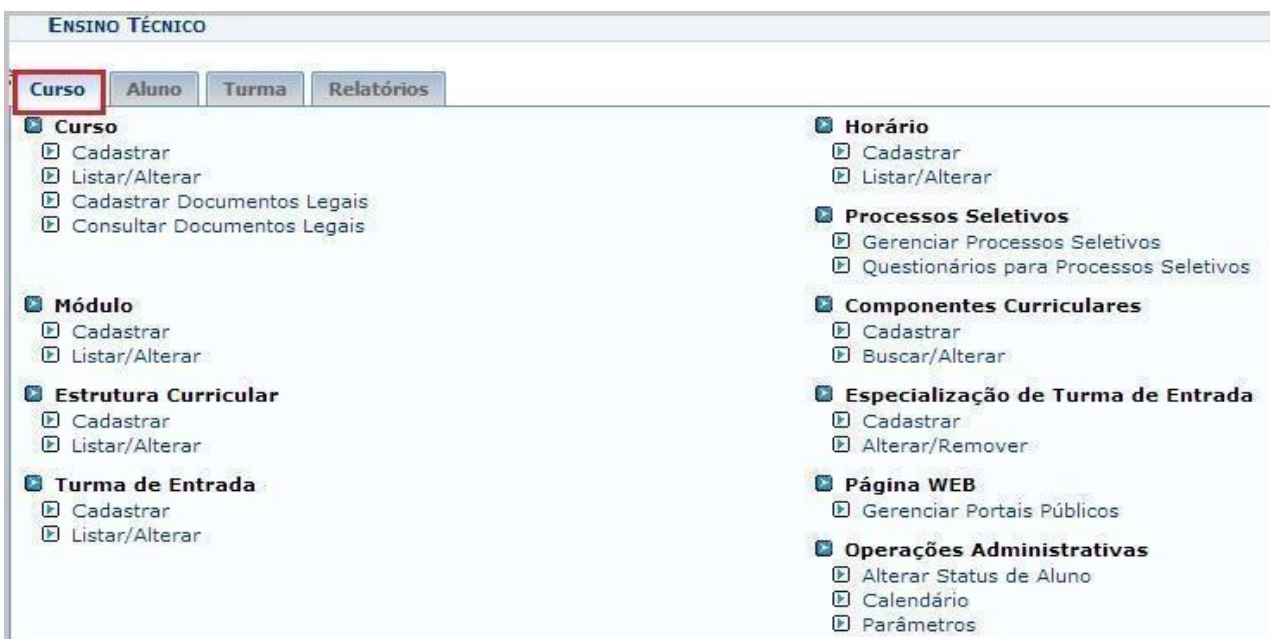 ENSINO TÉCNICO
Curso Aluno Turma Relatórios
Curso
Cadastrar
Listar/Alterar
Cadastrar Documentos Legais
Consultar Documentos Legais
Módulo
Cadastrar
Listar/Alterar
Estrutura Curricular
Cadastrar
Listar/Alterar
Turma de Entrada
Cadastrar
Listar/Alterar
Horário
Cadastrar
Listar/Alterar
Processos Seletivos
Gerenciar Processos Seletivos
Questionários para Processos Seletivos
Componentes Curriculares
Cadastrar
Buscar/Alterar
Especialização de Turma de Entrada
Cadastrar
Alterar/Remover
Página WEB
Gerenciar Portais Públicos
Operações Administrativas
Alterar Status de Aluno
Calendário
Parâmetros